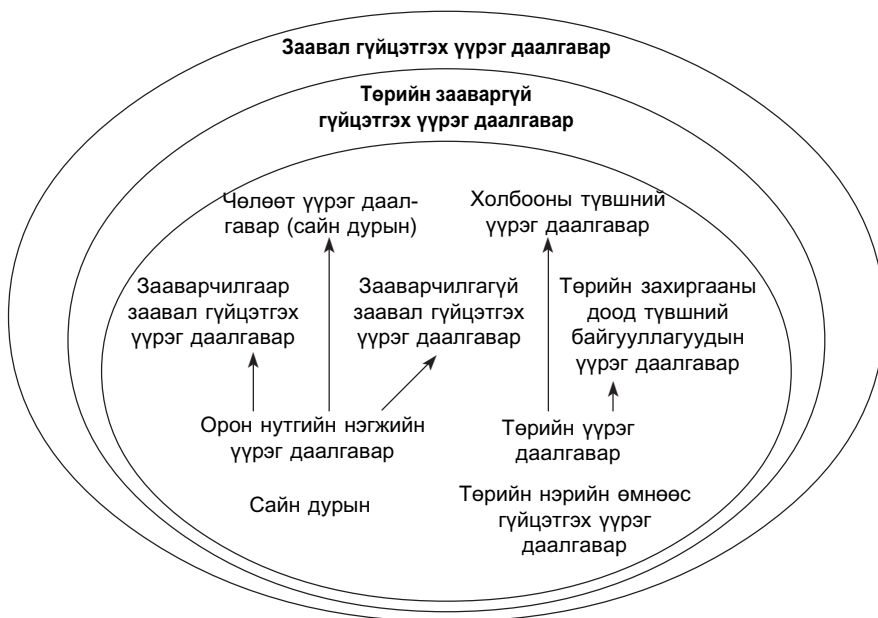 Заавал гүйцэтгэх үүрэг даалгавар
Төрийн зааваргүй
гүйцэтгэх үүрэг даалгавар
Чөлөөт үүрэг даал-
гавар (сайн дурын)
Холбооны түвшний
үүрэг даалгавар
Зааварчилгаар
заавал гүйцэтгэх
үүрэг даалгавар
Зааварчилгагүй
заавал гүйцэтгэх
үүрэг даалгавар
Төрийн захиргааны
доод түвшний
байгууллагуудын
үүрэг даалгавар
Орон нутгийн нэгжийн
үүрэг даалгавар
Төрийн үүрэг
даалгавар
Сайн дурын
Төрийн нэрийн өмнөөс
гүйцэтгэх үүрэг
даалгавар